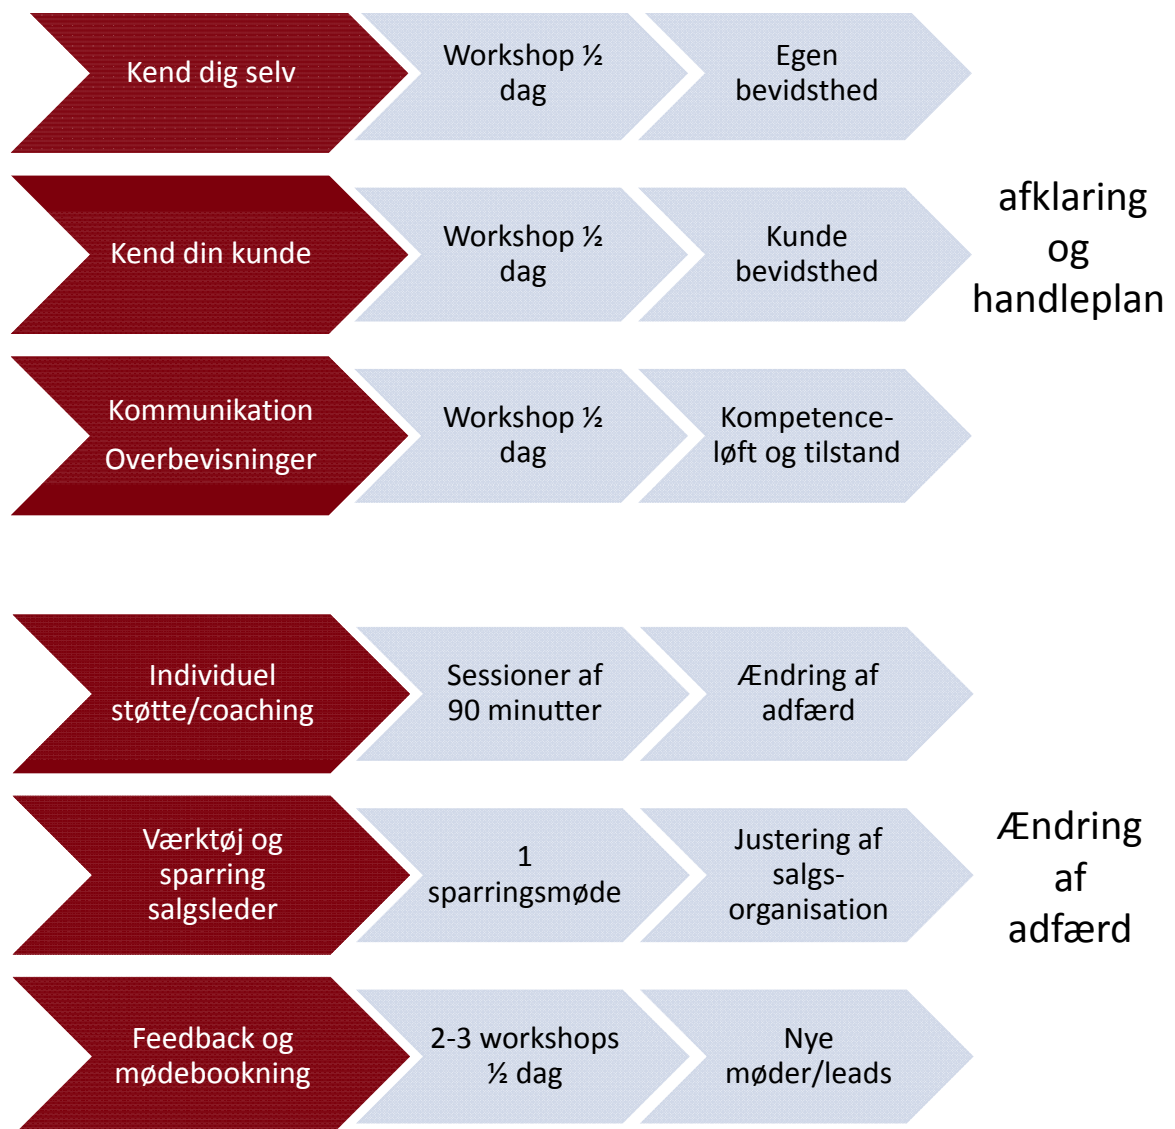 Kend dig selv
Workshop ½
dag
Egen
bevidsthed
Kend din kunde
Workshop ½
dag
Kunde
bevidsthed
afklaring
og
handleplan
Kommunikation
Overbevisninger
Workshop ½
dag
Kompetence-
løft og tilstand
Individuel
støtte/coaching
Sessioner af
90 minutter
Ændring af
adfærd
Værktøj og
sparring
salgsleder
1
sparringsmøde
Justering af
salgs-
organisation
Ændring
af
adfærd
Feedback og
mødebookning
2-3 workshops
½ dag
Nye
møder/leads